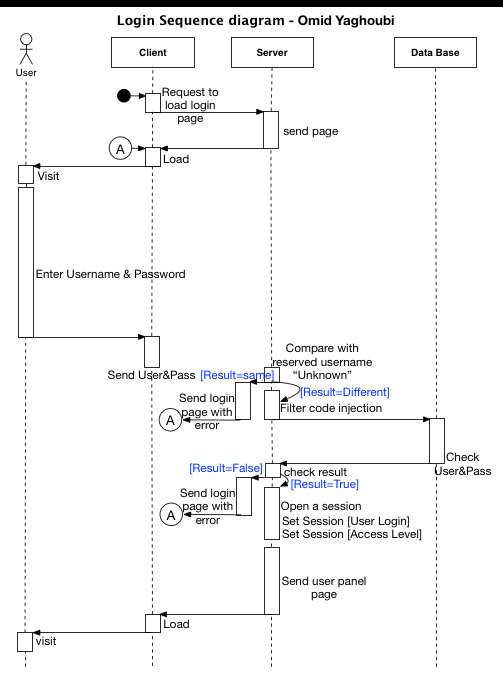 Login Sequence diagram - Omid Yaghoubi
User
Client
Server
Data Base
Request to
load login
page
send page
A
Load
Visit
Enter Username & Password
Compare with
reserved username
“Unknown”
Send User&Pass
[Result=same]
[Result=Different]
Send login
page with
error
A
Filter code injection
Check
User&Pass
[Result=False]
check result
[Result=True]
Send login
page with
error
A
Open a session
Set Session [User Login]
Set Session [Access Level]
Send user panel
page
Load
visit